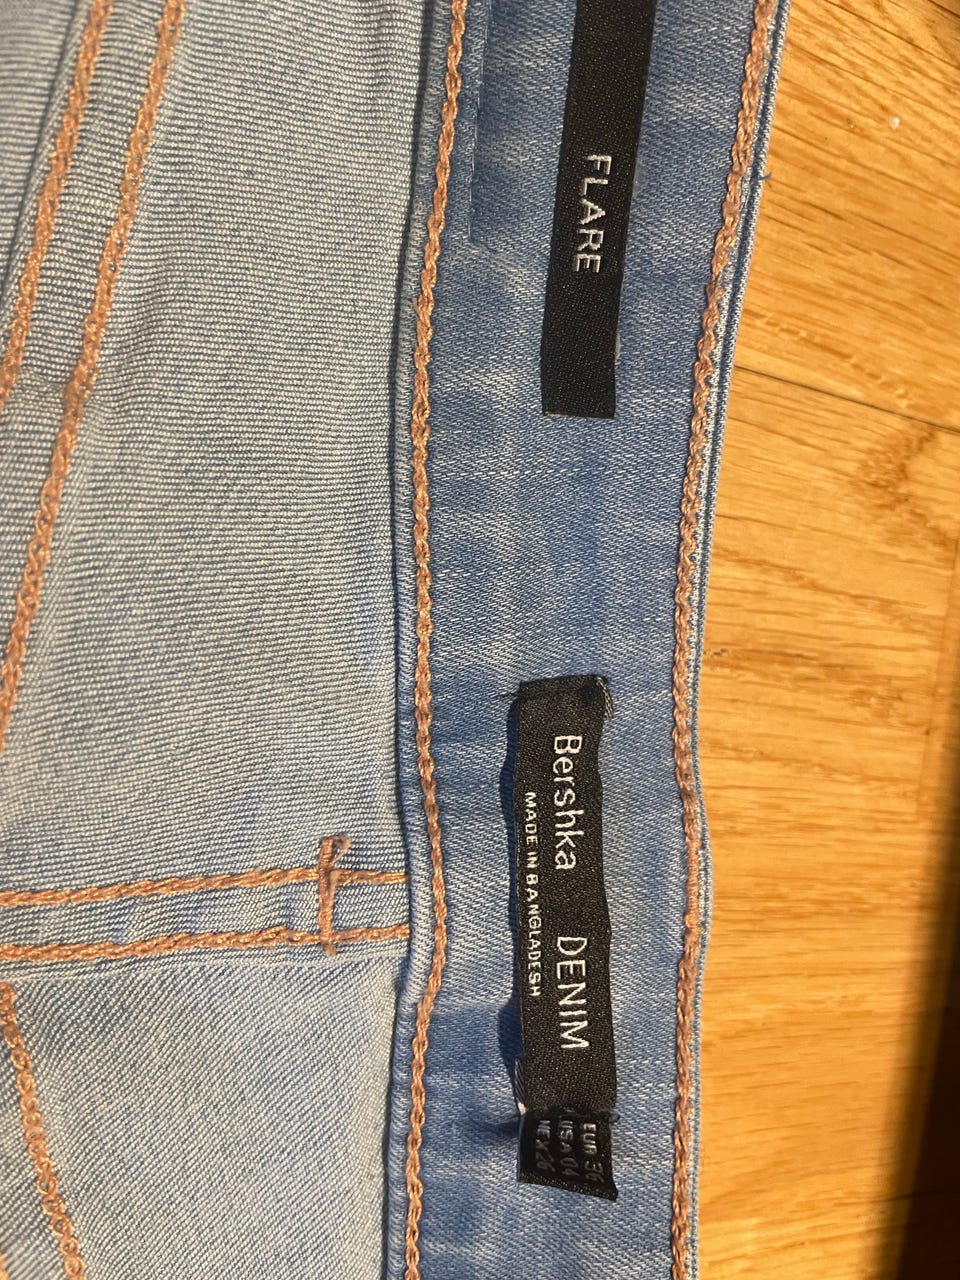 FLARE
Bershka DENIM
MADE IN BANGLADESH
EUR 36
USA 04
MEX 26